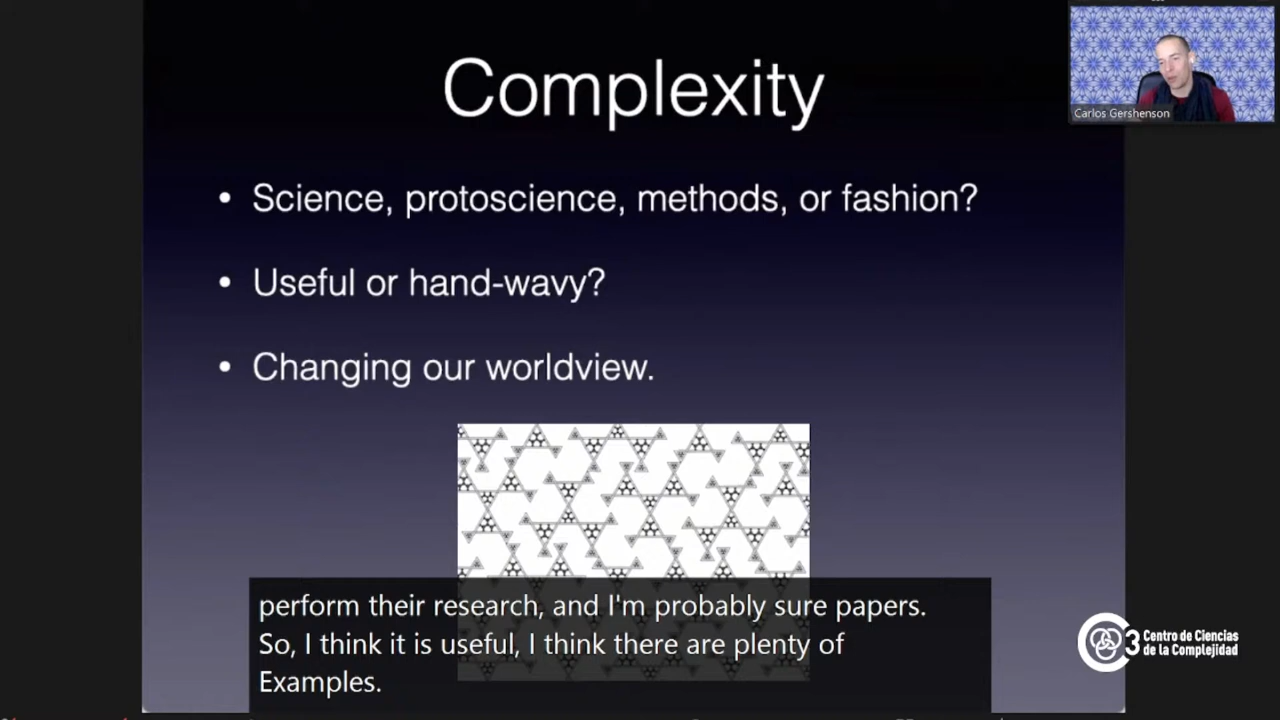 Complexity
Carlos Gershenson
• Science, protoscience, methods, or fashion?
• Useful or hand-wavy?
• Changing our worldview.
perform their research, and I'm probably sure papers.
So, I think it is useful, I think there are plenty of
Examples.
C3 Centro de Ciencias
de la Complejidad